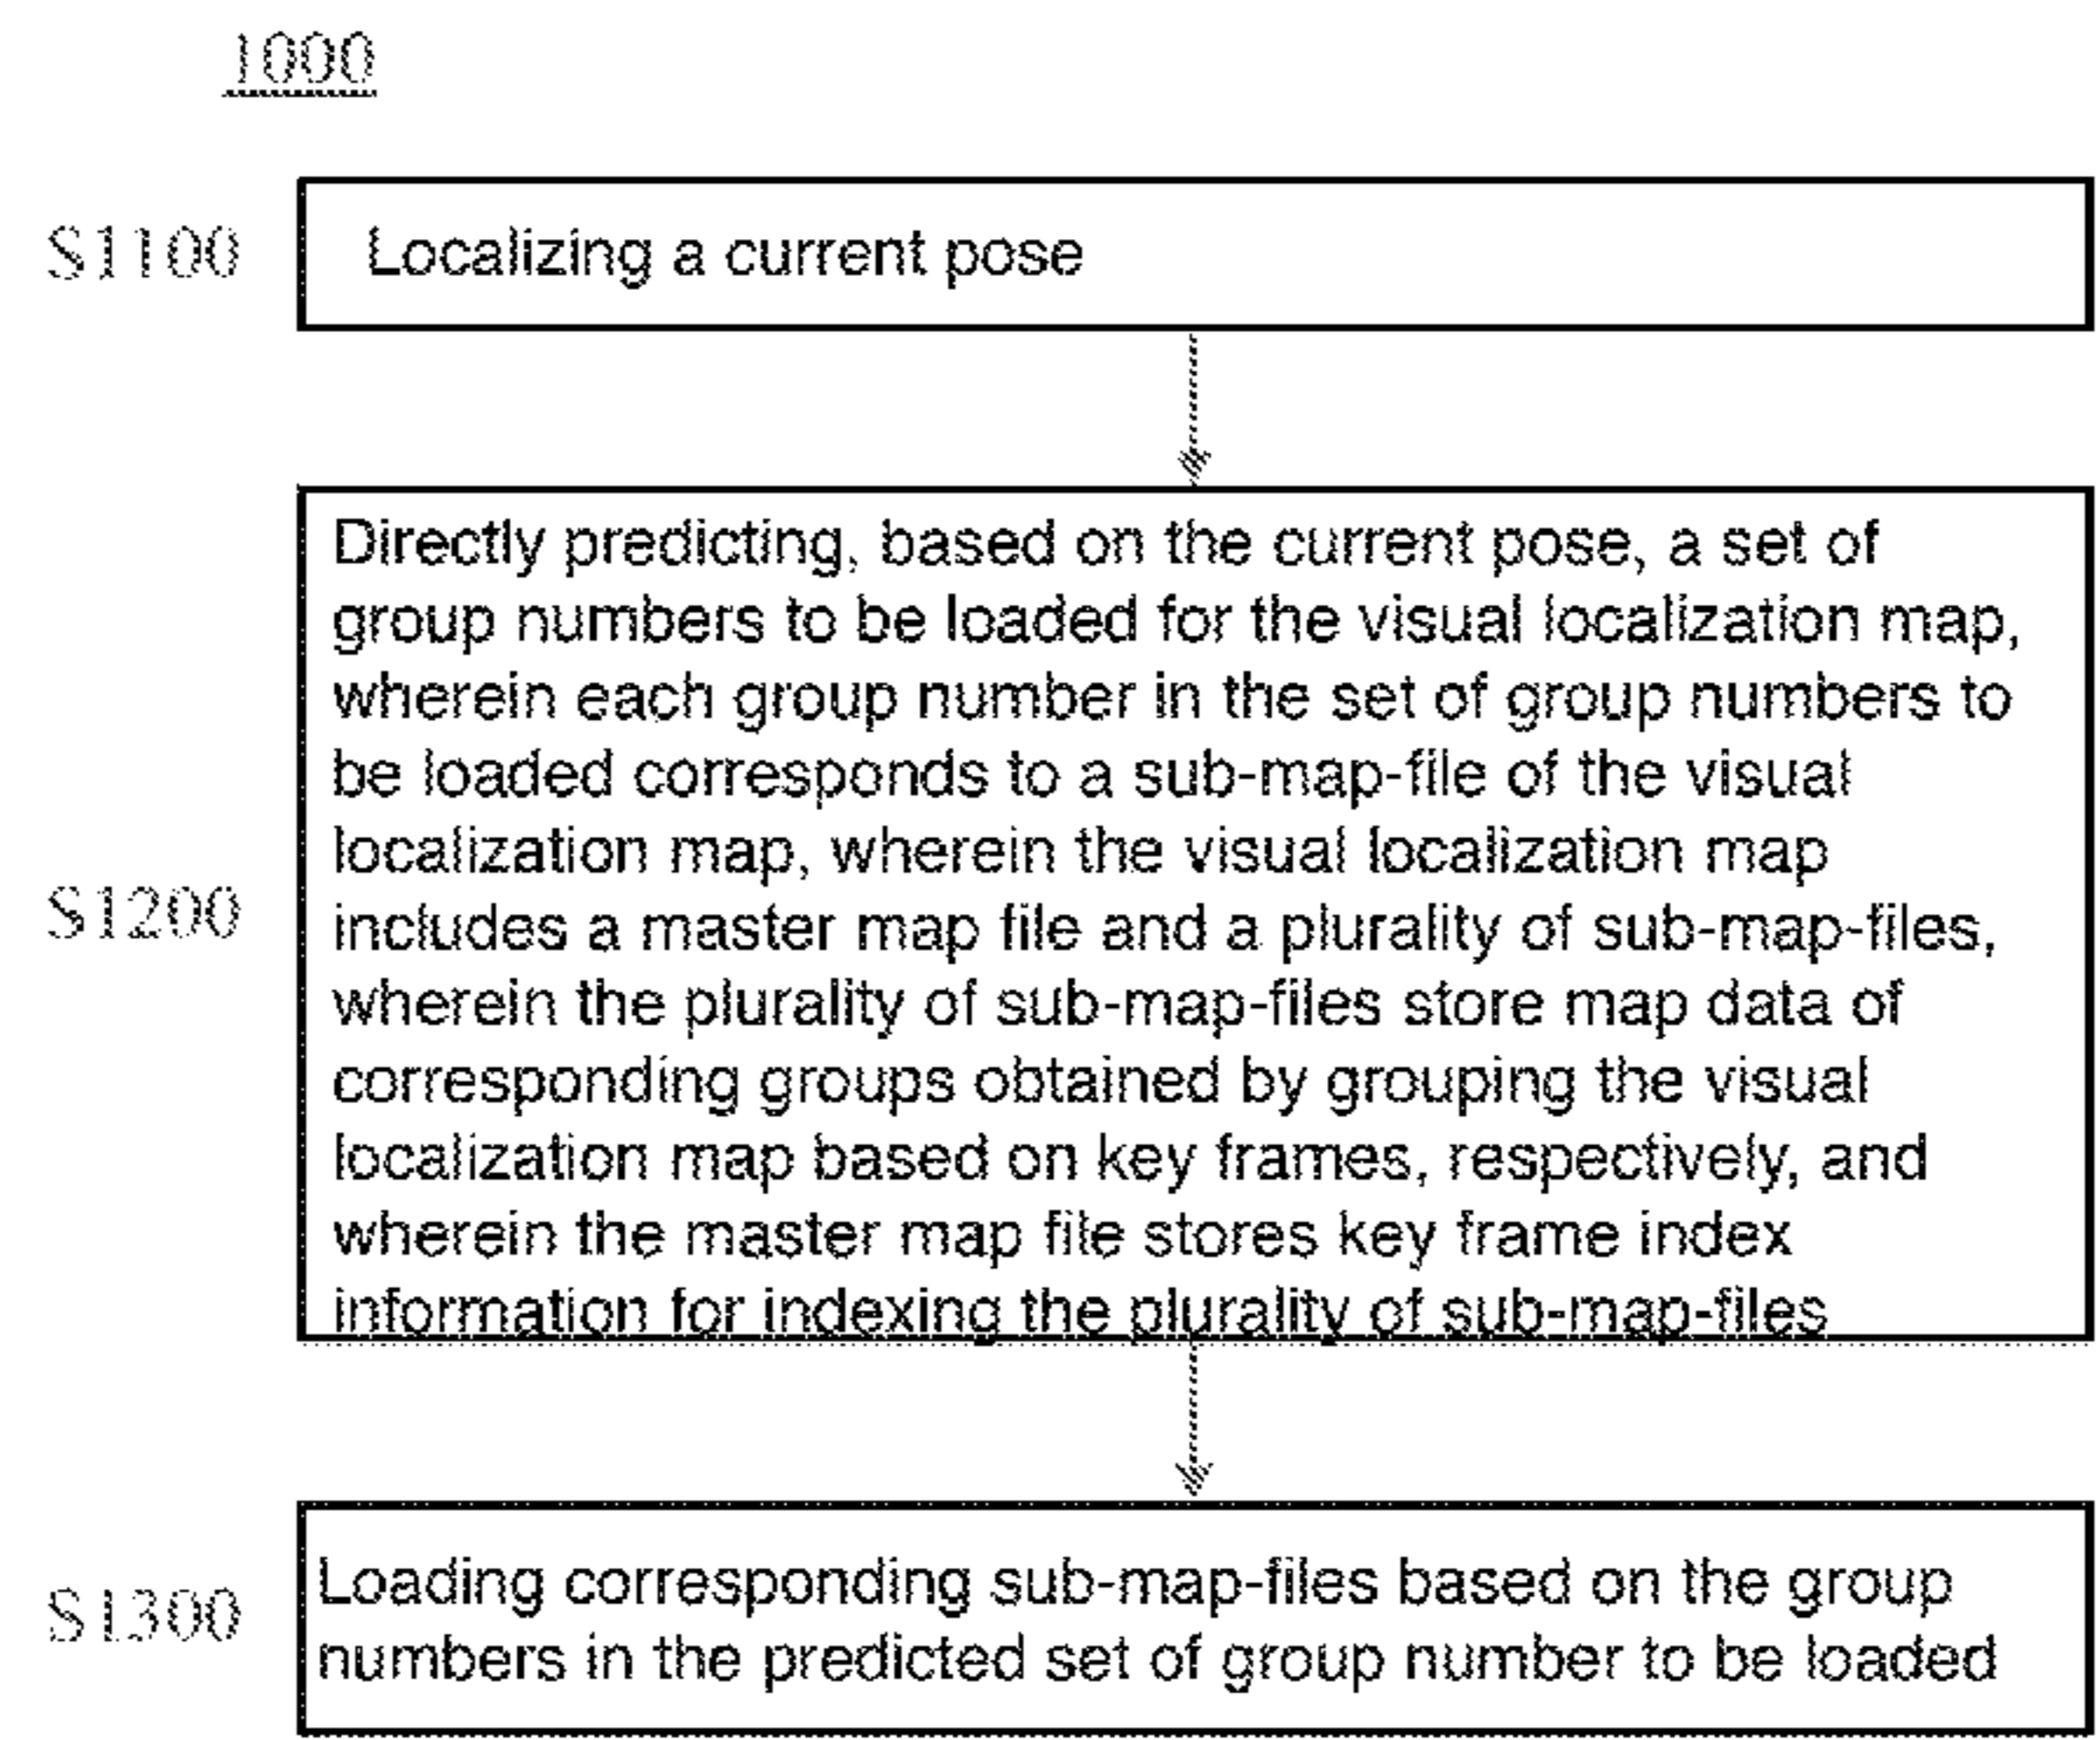 1000
S1100
Localizing a current pose
S1200
Directly predicting, based on the current pose, a set of
group numbers to be loaded for the visual localization map,
wherein each group number in the set of group numbers to
be loaded corresponds to a sub-map-file of the visual
localization map, wherein the visual localization map
includes a master map file and a plurality of sub-map-files,
wherein the plurality of sub-map-files store map data of
corresponding groups obtained by grouping the visual
localization map based on key frames, respectively, and
wherein the master map file stores key frame index
information for indexing the plurality of sub-map-files
S1300
Loading corresponding sub-map-files based on the group
numbers in the predicted set of group number to be loaded